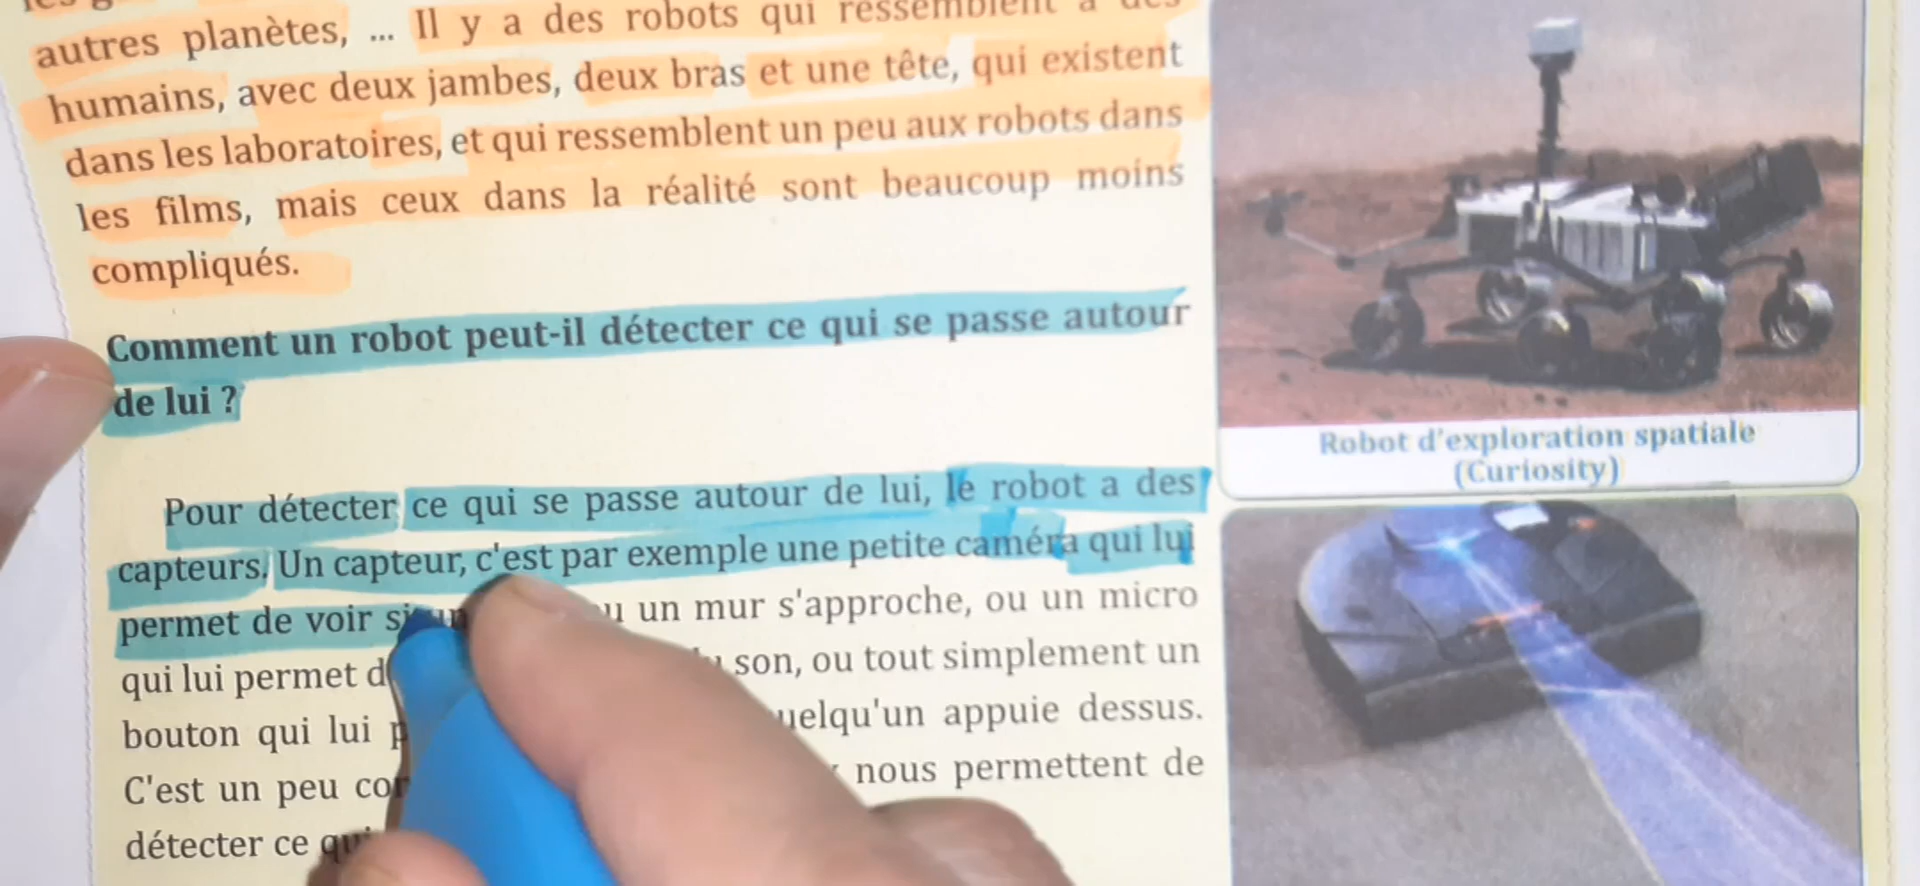 autres planètes, ... Il y a des robots qui ressemblent à des
humains, avec deux jambes, deux bras et une tête, qui existent
dans les laboratoires, et qui ressemblent un peu aux robots dans
les films, mais ceux dans la réalité sont beaucoup moins
compliqués.
Comment un robot peut-il détecter ce qui se passe autour
de lui ?
Pour détecter ce qui se passe autour de lui, le robot a des
capteurs. Un capteur, c'est par exemple une petite caméra qui lui
permet de voir si un mur s'approche, ou un micro
qui lui permet son, ou tout simplement un
bouton qui lui appuie dessus.
C'est un peu nous permettent de
détecter ce
Robot d'exploration spatiale
(Curiosity)